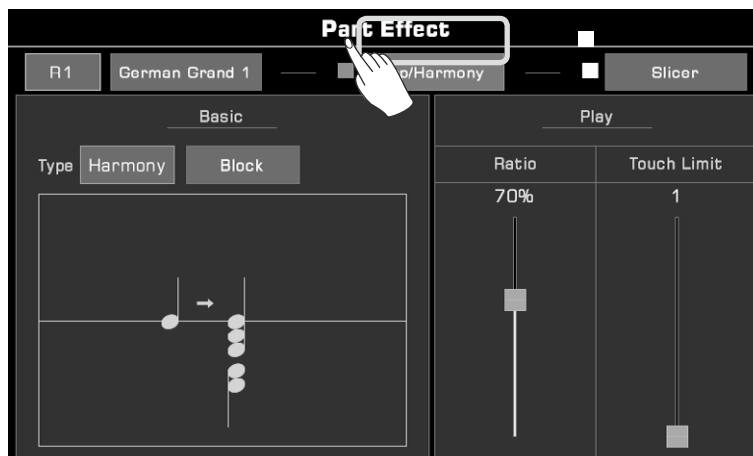 Part Effect
R1 German Grand 1 /Harmony Slicer
Basic
Play
Type Harmony Block
Ratio
Touch Limit
70%
1